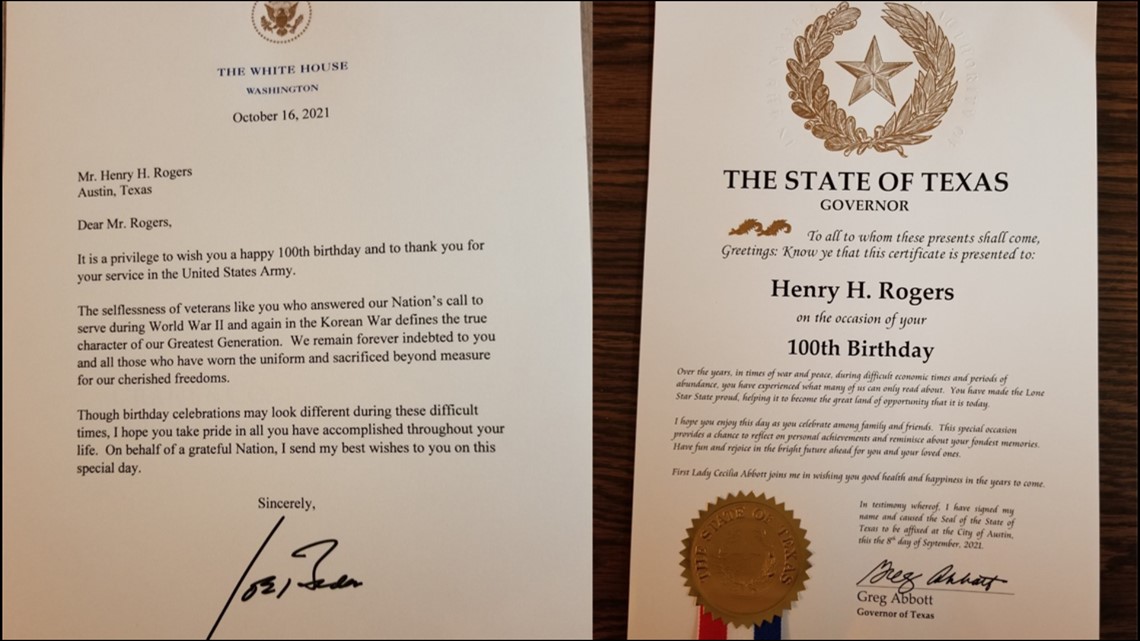 THE WHITE HOUSE
WASHINGTON
October 16, 2021
Mr. Henry H. Rogers
Austin, Texas
Dear Mr. Rogers,
It is a privilege to wish you a happy 100th birthday and to thank you for
your service in the United States Army.
The selflessness of veterans like you who answered our Nation's call to
serve during World War II and again in the Korean War defines the true
character of our Greatest Generation. We remain forever indebted to you
and all those who have worn the uniform and sacrificed beyond measure
for our cherished freedoms.
Though birthday celebrations may look different during these difficult
times, I hope you take pride in all you have accomplished throughout your
life. On behalf of a grateful Nation, I send my best wishes to you on this
special day.
Sincerely,
Joe Biden
THE STATE OF TEXAS
GOVERNOR
To all to whom these presents shall come,
Greetings: Know ye that this certificate is presented to:
Henry H. Rogers
on the occasion of your
100th Birthday
Over the years, in times of war and peace, during difficult economic times and periods of
abundance, you have experienced what many of us can only read about. You have made the Lone
Star State proud, helping it to become the great land of opportunity that it is today.
I hope you enjoy this day as you celebrate among family and friends. This special occasion
provides a chance to reflect on personal achievements and reminisce about your fondest memories.
Have fun and rejoice in the bright future ahead for you and your loved ones.
First Lady Cecilia Abbott joins me in wishing you good health and happiness in the years to come.
THE STATE OF TEXAS
In testimony whereof, I have signed my
name and caused the Seal of the State of
Texas to be affixed at the City of Austin,
this the 8th day of September, 2021.
Greg Abbott
Greg Abbott
Governor of Texas